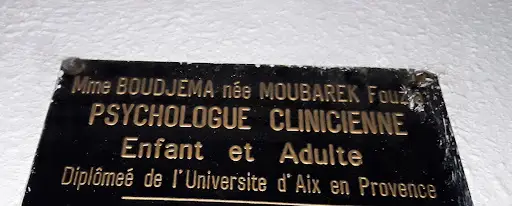 Mme BOUDJEMA née MOUBAREK
PSYCHOLOGUE CLINICIENNE
Enfant et Adulte
Diplômeé de l'Universite d'Aix en Provence